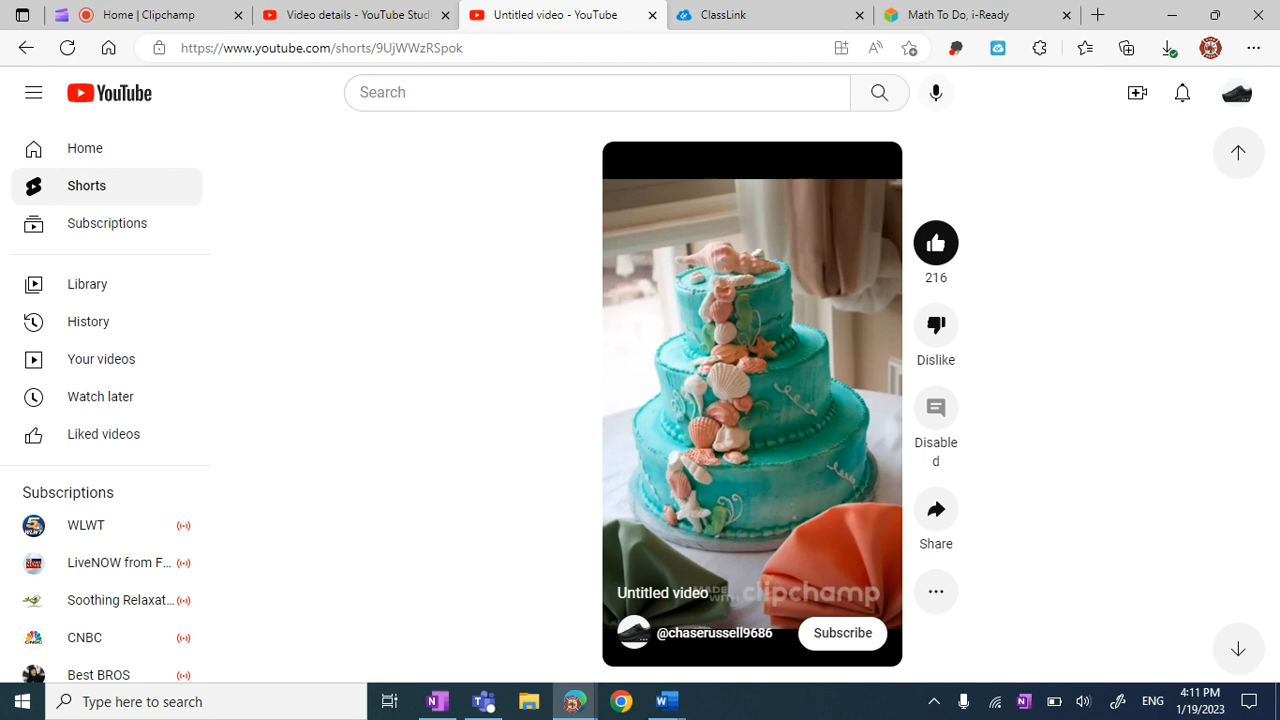 Home | Clipchamp
Video details - YouTube Studi
Untitled video - YouTube
ClassLink
Math To Do, i-Ready
https://www.youtube.com/shorts/9UjWWzRSpok
YouTube
Search
Home
Shorts
Subscriptions
Library
History
Your videos
Watch later
Liked videos
Subscriptions
WLWT
LiveNOW from F...
Soothing Relaxat...
CNBC
Best BROS
216
Dislike
Disable
d
Share
Untitled video
MADE WITH clipchamp
@chaserussell9686
Subscribe
Type here to search
ENG
4:11 PM
1/19/2023